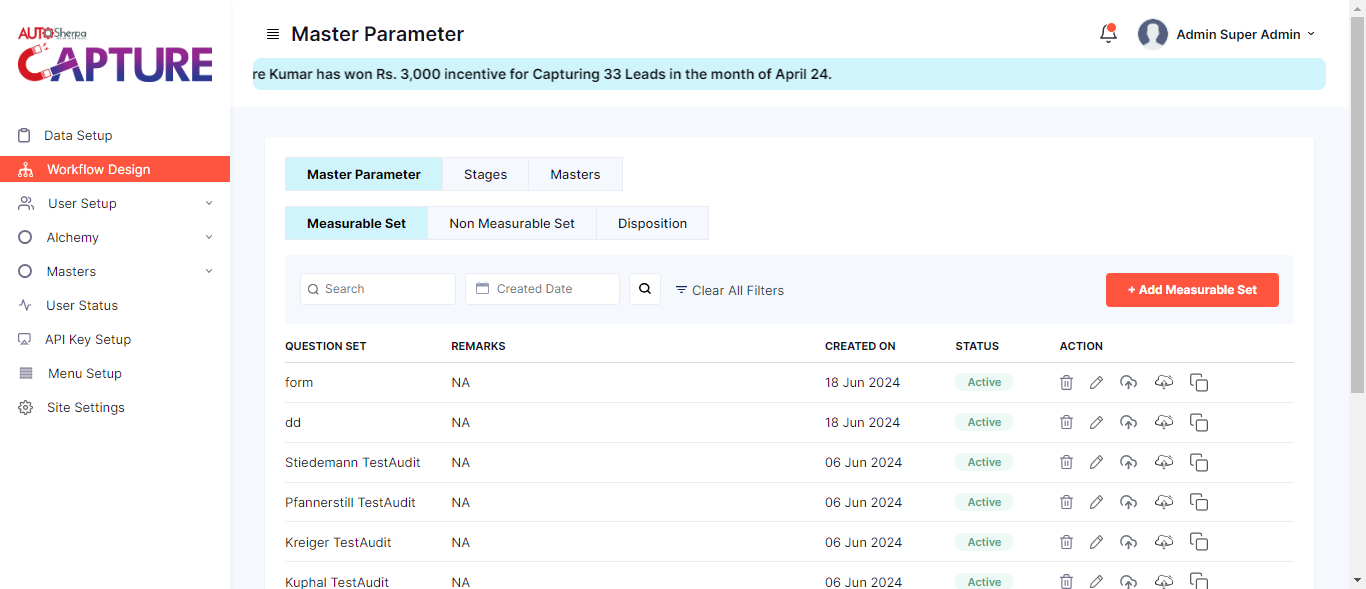 AUTOSherpa
CAPTURE
Master Parameter
Admin Super Admin
re Kumar has won Rs. 3,000 incentive for Capturing 33 Leads in the month of April 24.
Data Setup
Workflow Design
User Setup
Alchemy
Masters
User Status
API Key Setup
Menu Setup
Site Settings
Master Parameter Stages Masters
Measurable Set Non Measurable Set Disposition
Search Created Date Clear All Filters + Add Measurable Set
QUESTION SET REMARKS CREATED ON STATUS ACTION
form NA 18 Jun 2024 Active
dd NA 18 Jun 2024 Active
Stiedemann TestAudit NA 06 Jun 2024 Active
Pfannerstill TestAudit NA 06 Jun 2024 Active
Kreiger TestAudit NA 06 Jun 2024 Active
Kuphal TestAudit NA 06 Jun 2024 Active